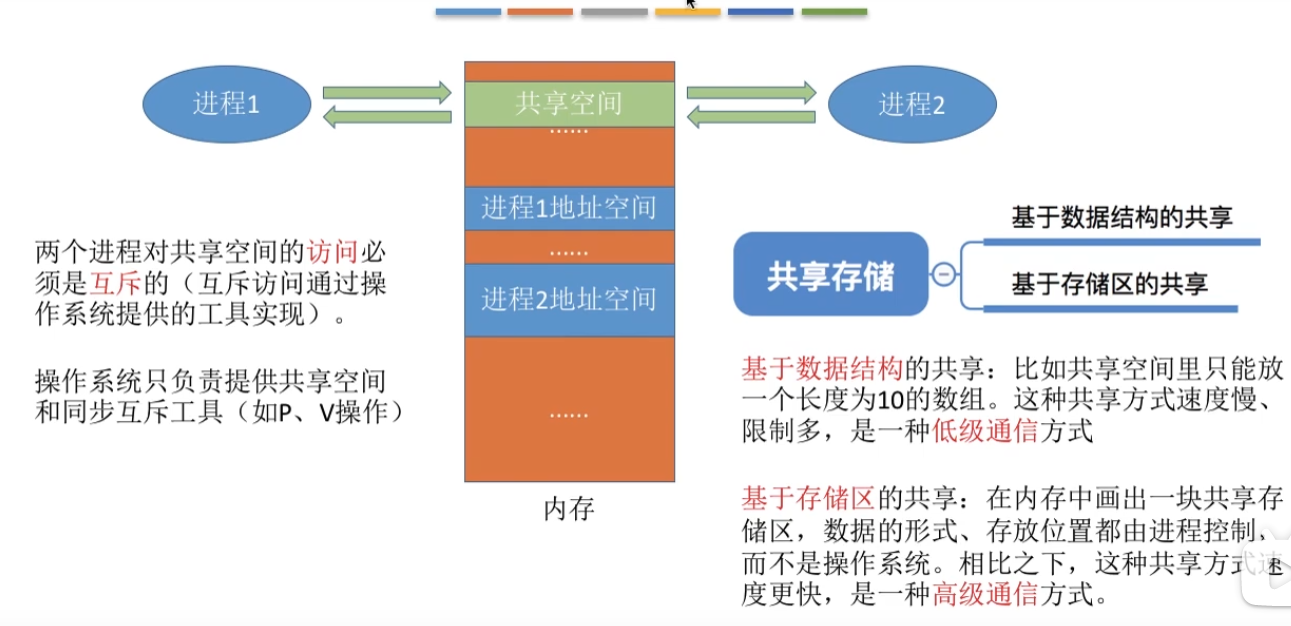 进程1
共享空间
进程2
......
进程1地址空间
......
进程2地址空间
......
内存
两个进程对共享空间的访问必
须是互斥的（互斥访问通过操
作系统提供的工具实现）。
操作系统只负责提供共享空间
和同步互斥工具（如P、V操作）
共享存储
基于数据结构的共享
基于存储区的共享
基于数据结构的共享：比如共享空间里只能放
一个长度为10的数组。这种共享方式速度慢、
限制多，是一种低级通信方式
基于存储区的共享：在内存中画出一块共享存
储区，数据的形式、存放位置都由进程控制，
而不是操作系统。相比之下，这种共享方式速
度更快，是一种高级通信方式。